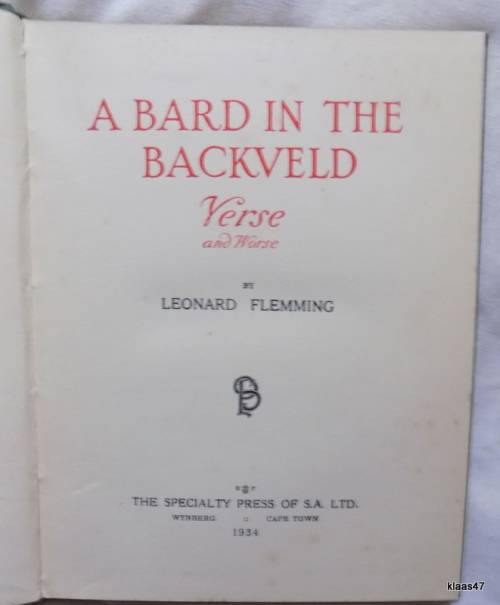 A BARD IN THE
BACKVELD
Verse
and Worse
BY
LEONARD FLEMMING
SP
THE SPECIALTY PRESS OF S.A. LTD.
WYNBERG :: CAPE TOWN
1934
klaas47